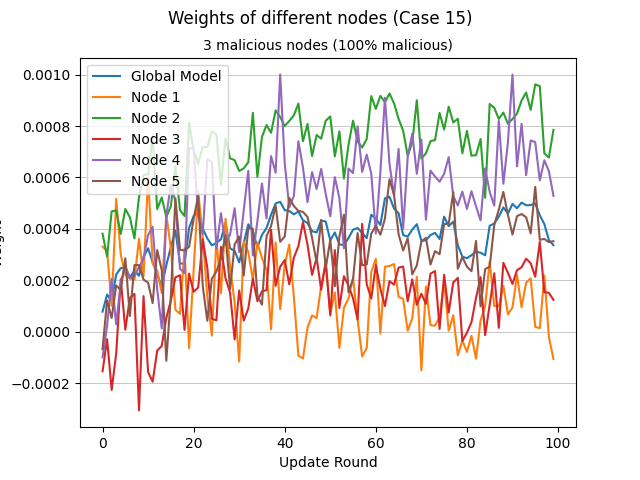 Weights of different nodes (Case 15)
3 malicious nodes (100% malicious)
0.0010
0.0008
0.0006
0.0004
0.0002
0.0000
−0.0002
Global Model
Node 1
Node 2
Node 3
Node 4
Node 5
0 20 40 60 80 100
Update Round